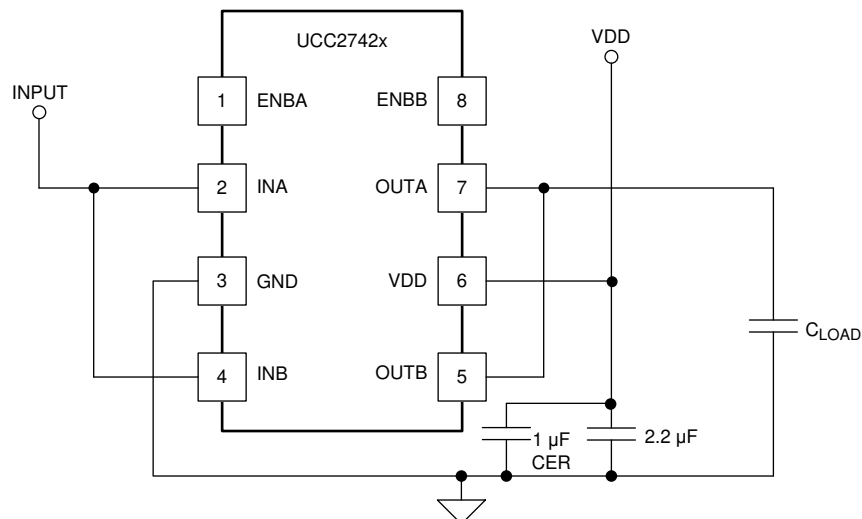 UCC2742x
VDD
INPUT
1 ENBA ENBB 8
2 INA OUTA 7
3 GND VDD 6
4 INB OUTB 5
C_LOAD
1 µF
CER
2.2 µF